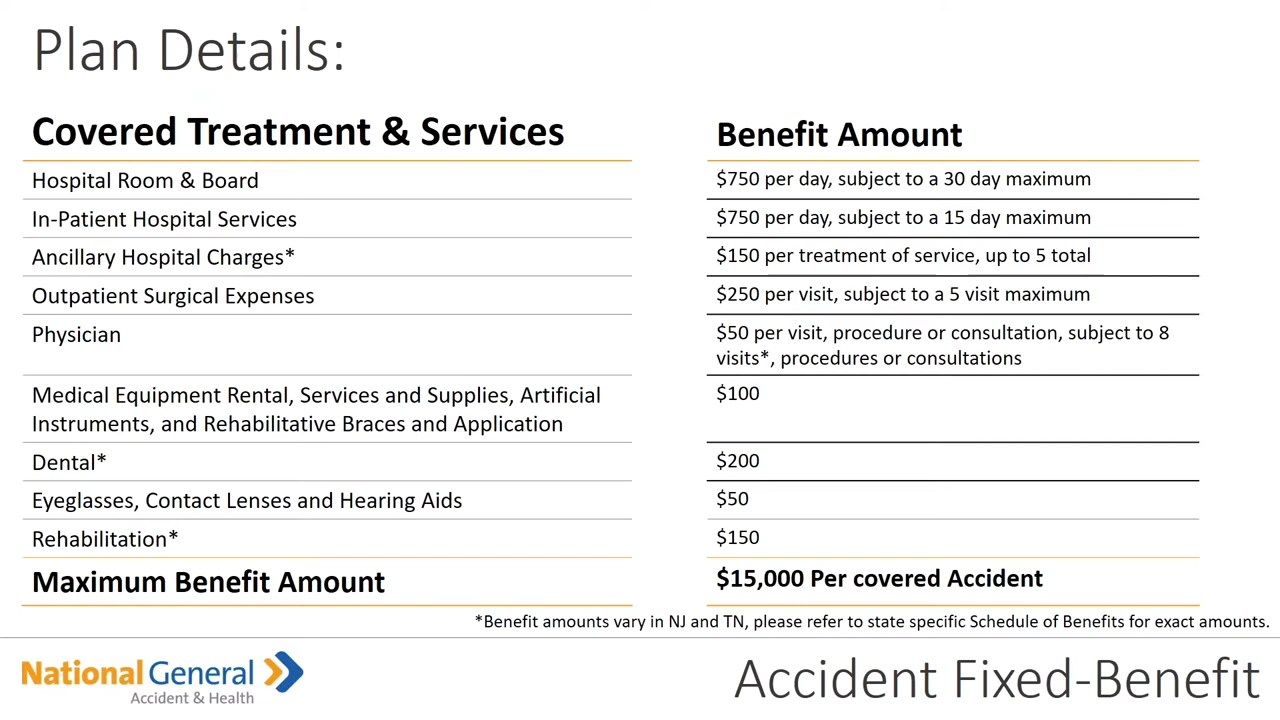 Plan Details:
Covered Treatment & Services
Benefit Amount
Hospital Room & Board
$750 per day, subject to a 30 day maximum
In-Patient Hospital Services
$750 per day, subject to a 15 day maximum
Ancillary Hospital Charges*
$150 per treatment of service, up to 5 total
Outpatient Surgical Expenses
$250 per visit, subject to a 5 visit maximum
Physician
$50 per visit, procedure or consultation, subject to 8
visits*, procedures or consultations
Medical Equipment Rental, Services and Supplies, Artificial
Instruments, and Rehabilitative Braces and Application
$100
Dental*
$200
Eyeglasses, Contact Lenses and Hearing Aids
$50
Rehabilitation*
$150
Maximum Benefit Amount
$15,000 Per covered Accident
*Benefit amounts vary in NJ and TN, please refer to state specific Schedule of Benefits for exact amounts.
National General
Accident & Health
Accident Fixed-Benefit